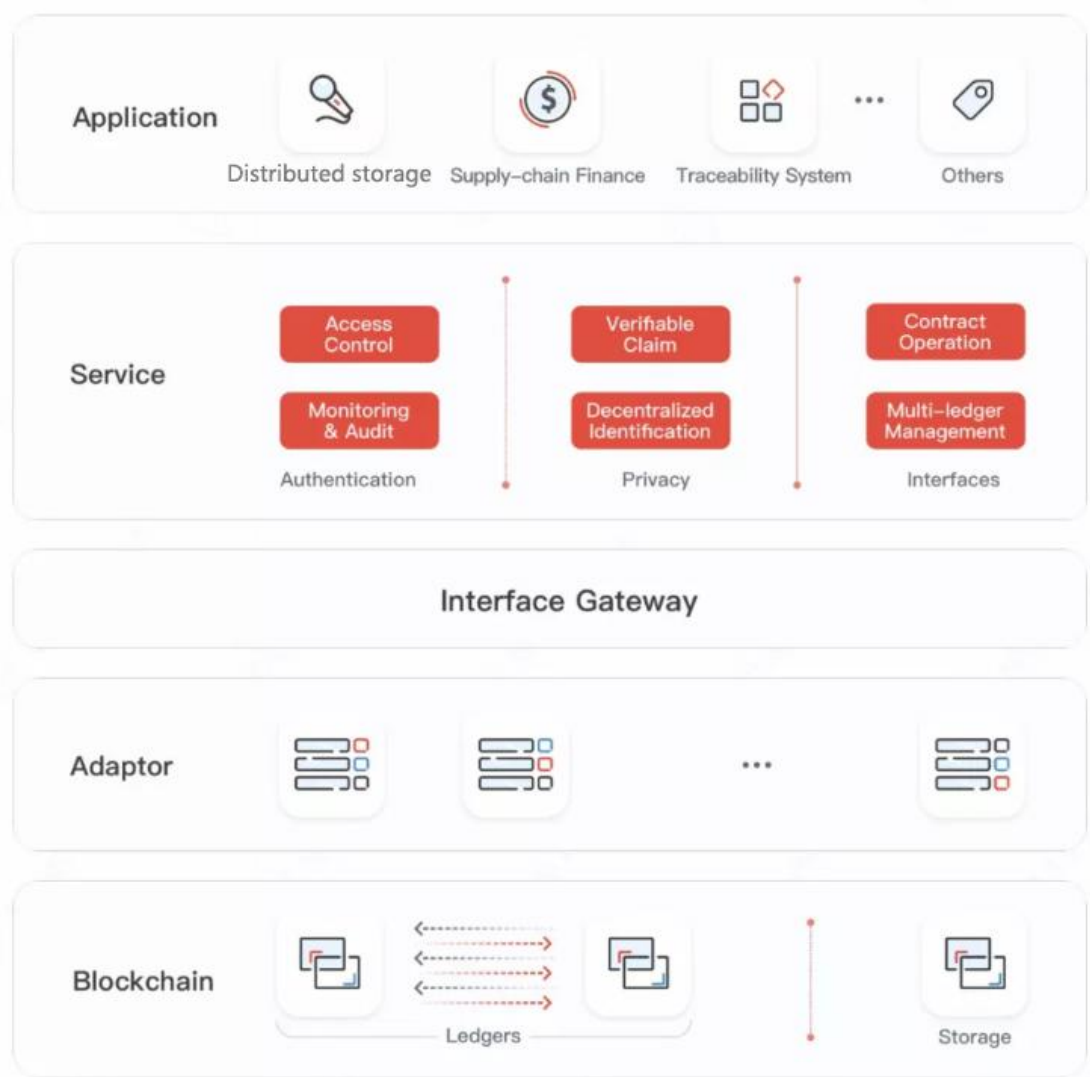 Application
Distributed storage
Supply-chain Finance
Traceability System
Others
Service
Access
Control
Verifiable
Claim
Contract
Operation
Monitoring
& Audit
Decentralized
Identification
Multi-ledger
Management
Authentication
Privacy
Interfaces
Interface Gateway
Adaptor
Blockchain
Ledgers
Storage